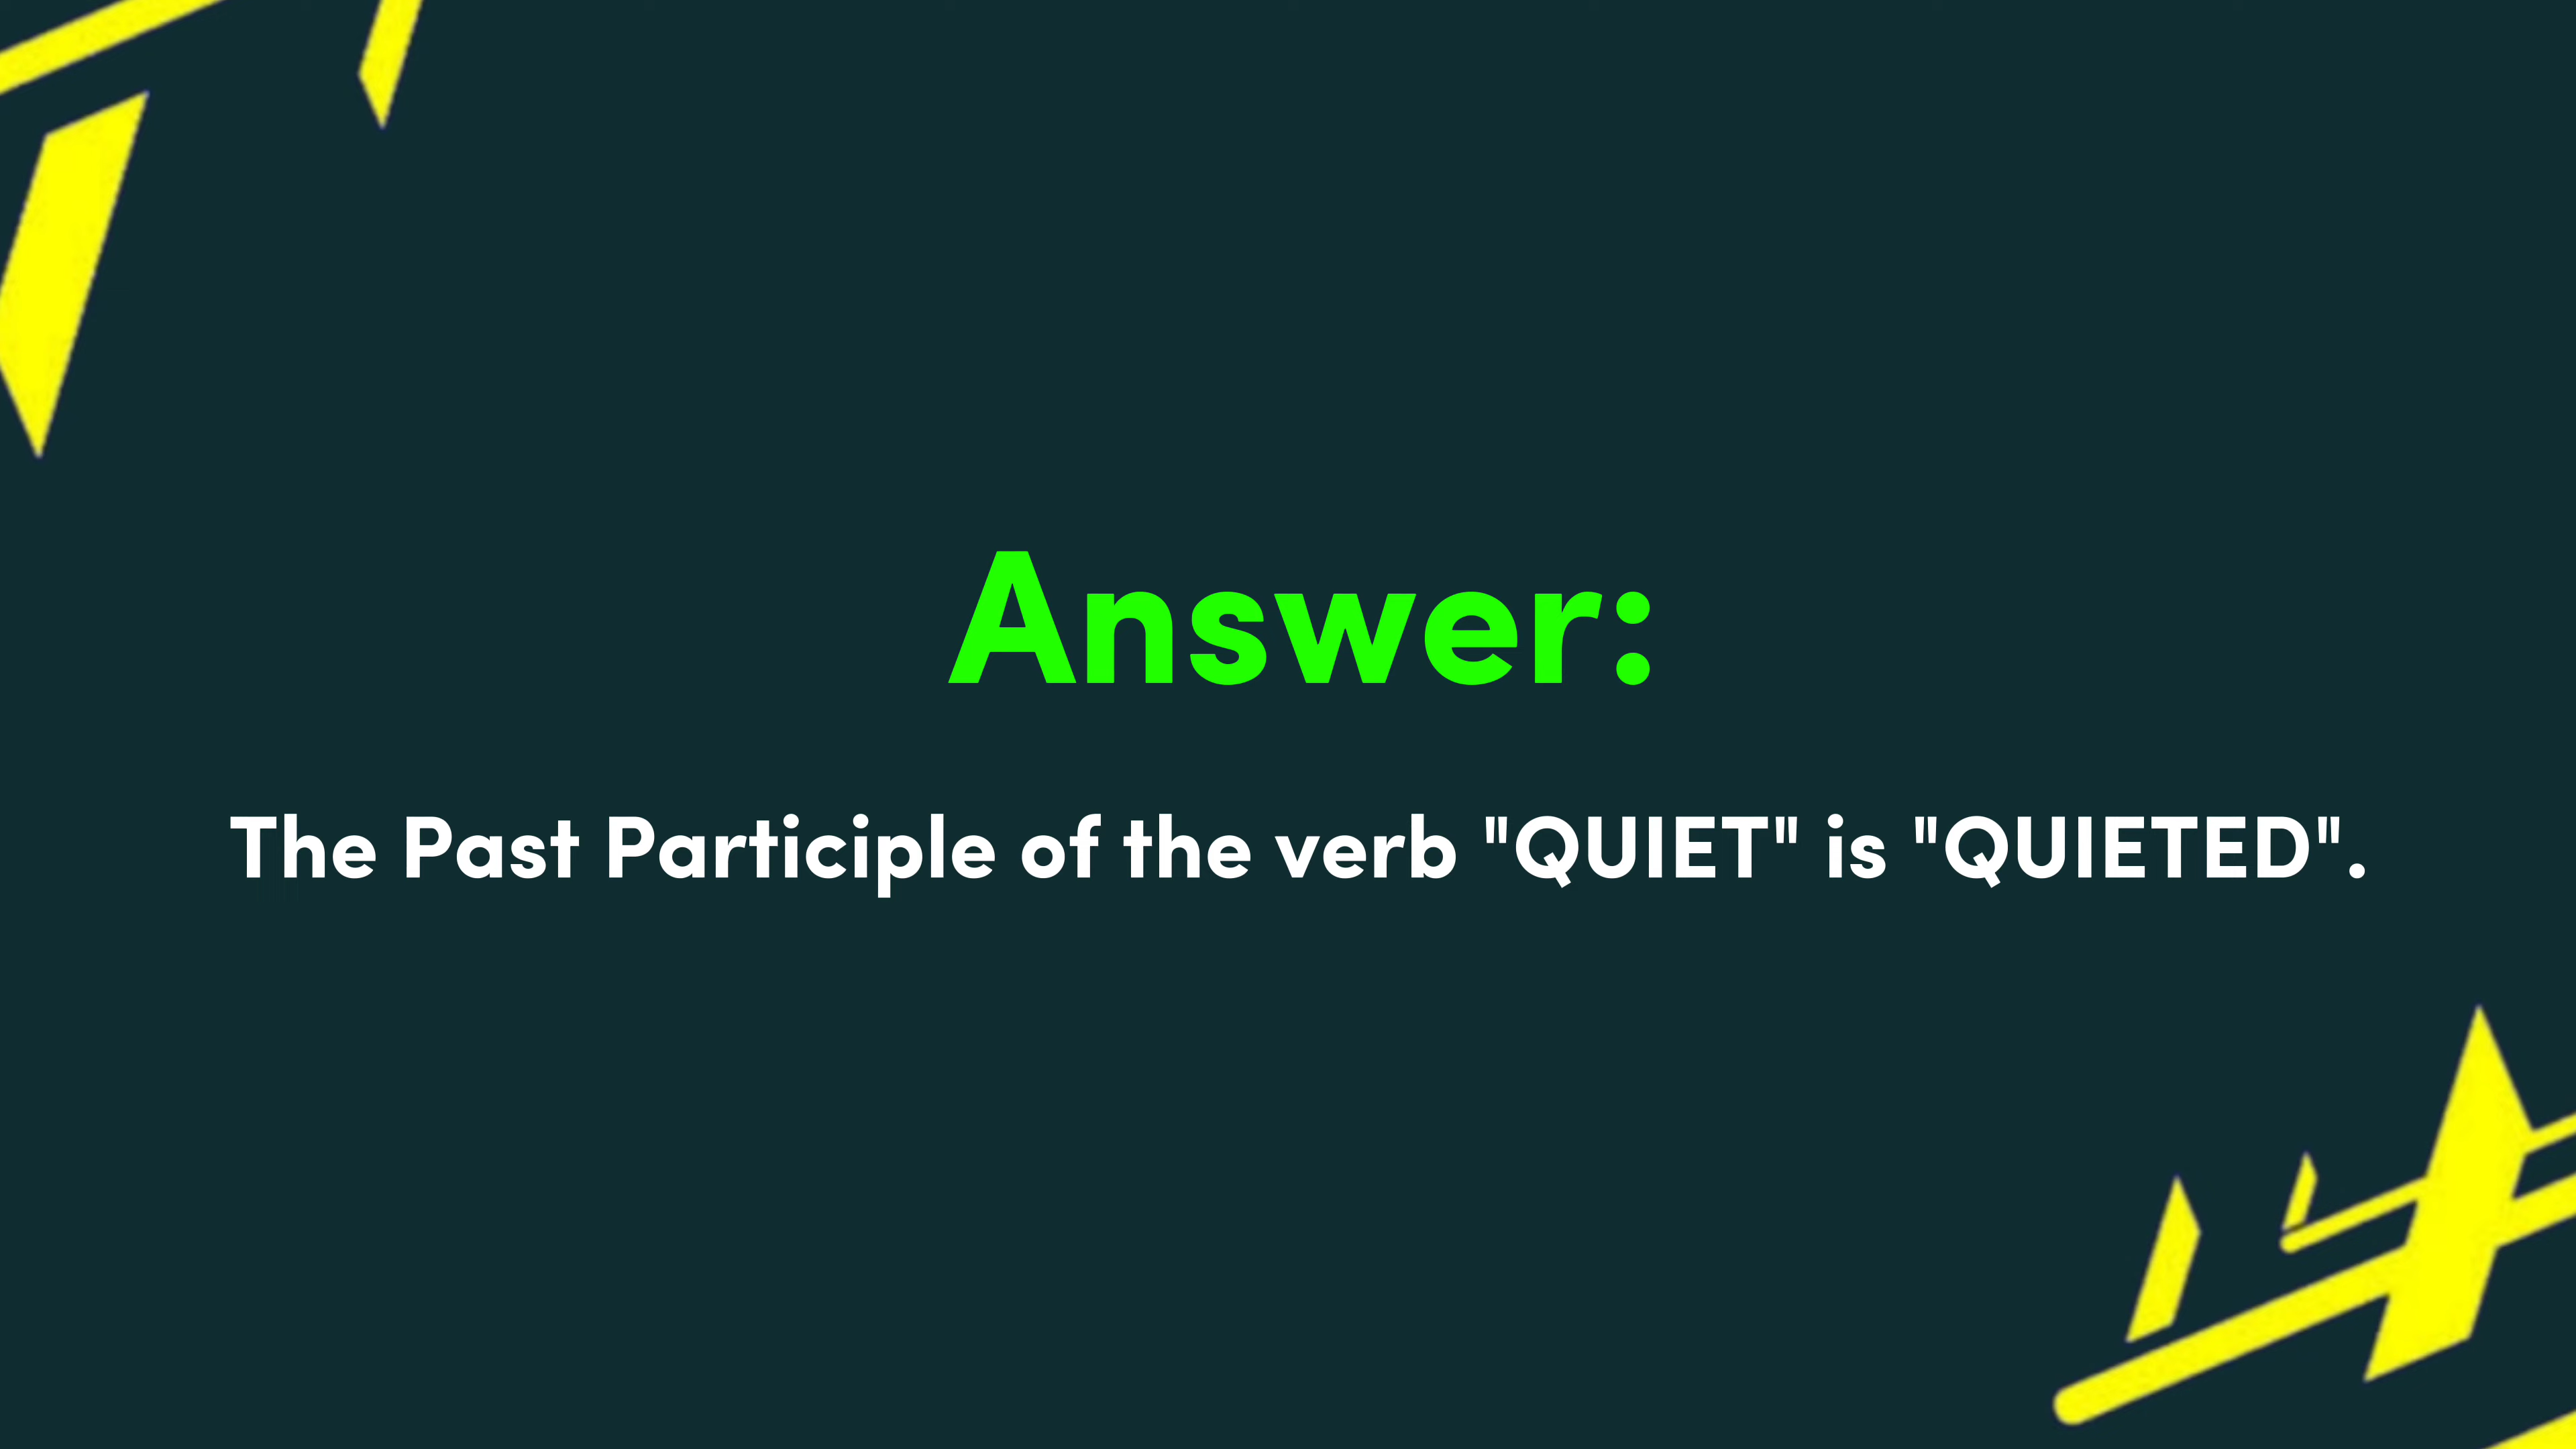 Answer:
The Past Participle of the verb "QUIET" is "QUIETED".